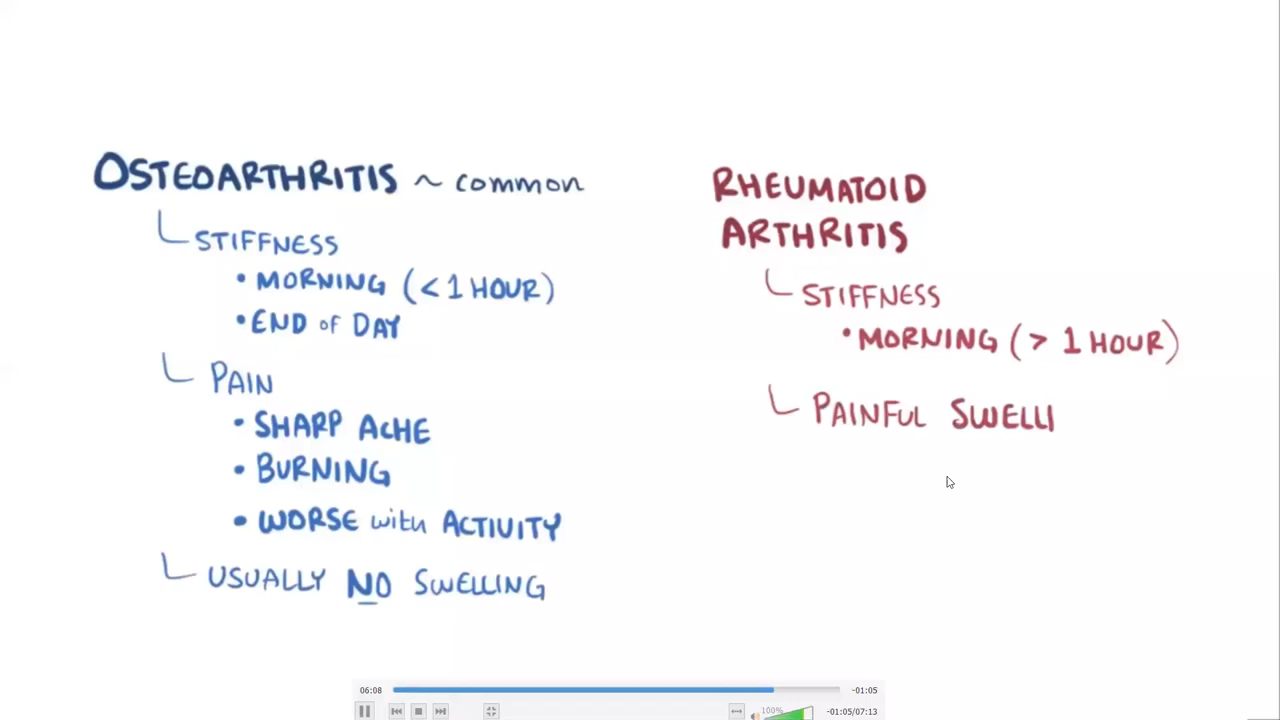 OSTEOARTHRITIS ~ common
STIFFNESS
• MORNING (< 1 HOUR)
• END of DAY
PAIN
• SHARP ACHE
• BURNING
• WORSE with ACTIVITY
USUALLY NO SWELLING
RHEUMATOID
ARTHRITIS
STIFFNESS
• MORNING (> 1 HOUR)
PAINFUL SWELLI
06:08
-01:05
100%
-01:05/07:13